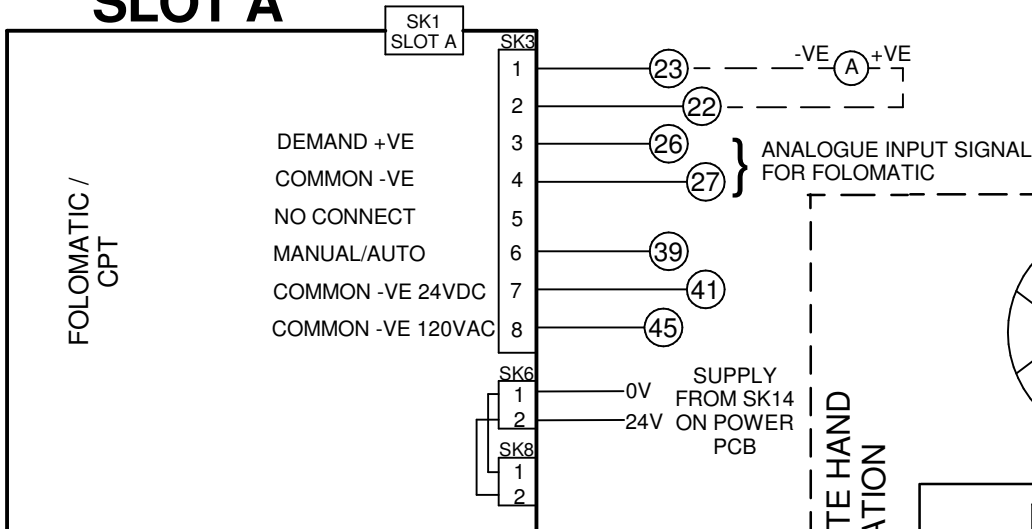 SLOT A
SK1
SLOT A
SK3
1
23
-VE
A
+VE
2
22
DEMAND +VE
3
26
ANALOGUE INPUT SIGNAL
FOR FOLOMATIC
COMMON -VE
4
27
NO CONNECT
5
MANUAL/AUTO
6
39
COMMON -VE 24VDC
7
41
COMMON -VE 120VAC
8
45
FOLOMATIC /
CPT
SK6
1
0V
2
24V
SUPPLY
FROM SK14
ON POWER
PCB
SK8
1
2
TE HAND
ATION